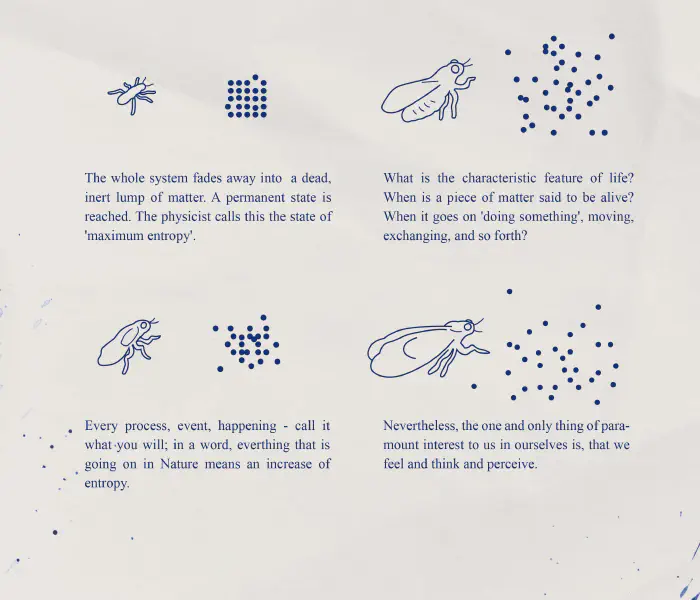 The whole system fades away into a dead,
inert lump of matter. A permanent state is
reached. The physicist calls this the state of
'maximum entropy'.
What is the characteristic feature of life?
When is a piece of matter said to be alive?
When it goes on 'doing something', moving,
exchanging, and so forth?
Every process, event, happening - call it
what you will; in a word, everthing that is
going on in Nature means an increase of
entropy.
Nevertheless, the one and only thing of para-
mount interest to us in ourselves is, that we
feel and think and perceive.